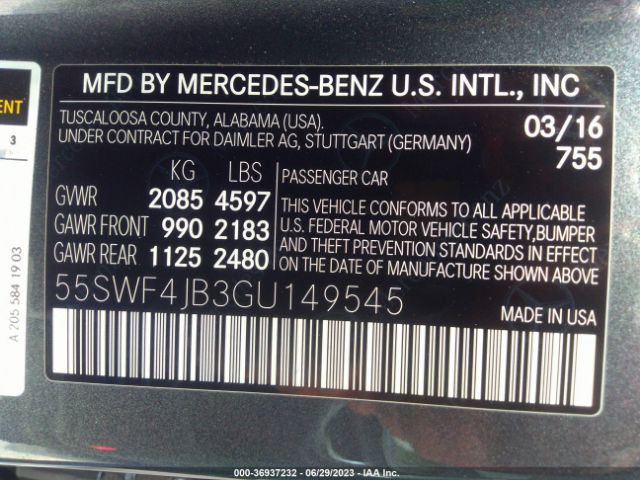 MFD BY MERCEDES-BENZ U.S. INTL., INC
TUSCALOOSA COUNTY, ALABAMA (USA).
UNDER CONTRACT FOR DAIMLER AG, STUTTGART (GERMANY)
03/16
755
KG LBS
GVWR 2085 4597
GAWR FRONT 990 2183
GAWR REAR 1125 2480
PASSENGER CAR
THIS VEHICLE CONFORMS TO ALL APPLICABLE
U.S. FEDERAL MOTOR VEHICLE SAFETY,BUMPER
AND THEFT PREVENTION STANDARDS IN EFFECT
ON THE DATE OF MANUFACTURE SHOWN ABOVE.
55SWF4JB3GU149545
MADE IN USA
ENT
3
A 205 584 19 03
000-36937232 - 06/29/2023 - IAA Inc.